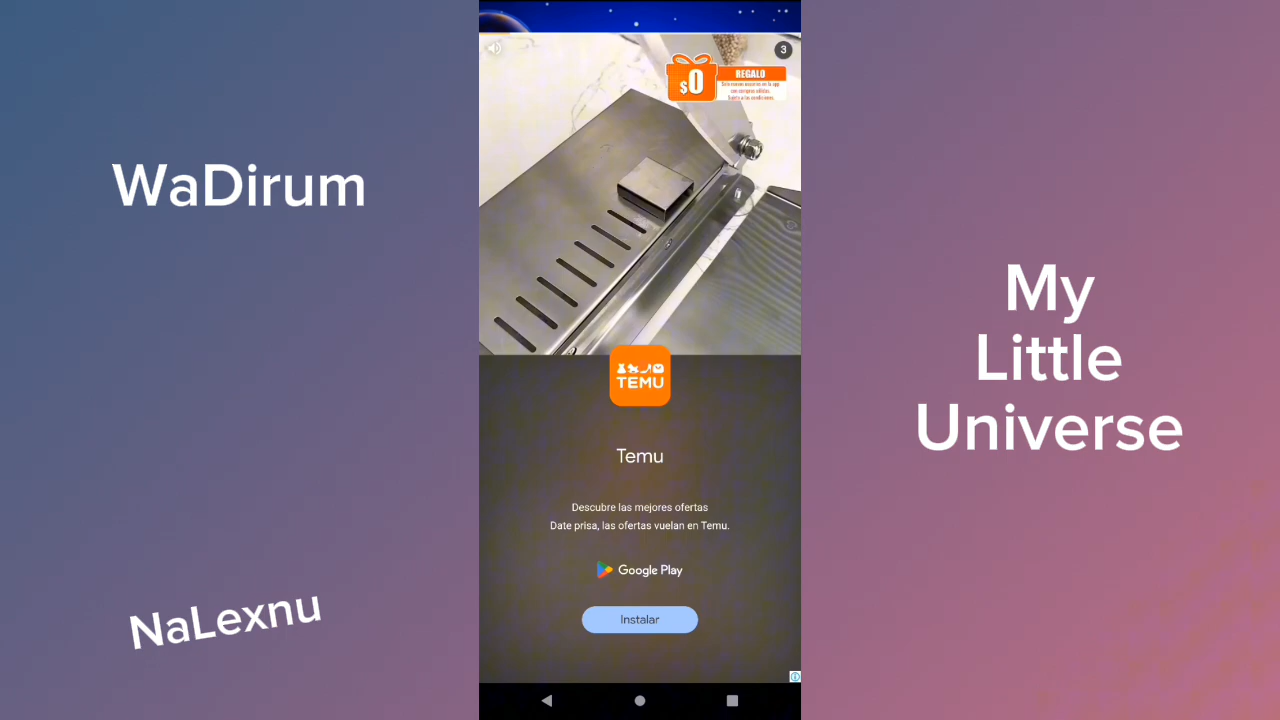 WaDirum
NaLexnu
3
$0
REGALO
TEMU
Temu
Descubre las mejores ofertas
Date prisa, las ofertas vuelan en Temu.
Google Play
Instalar
My
Little
Universe